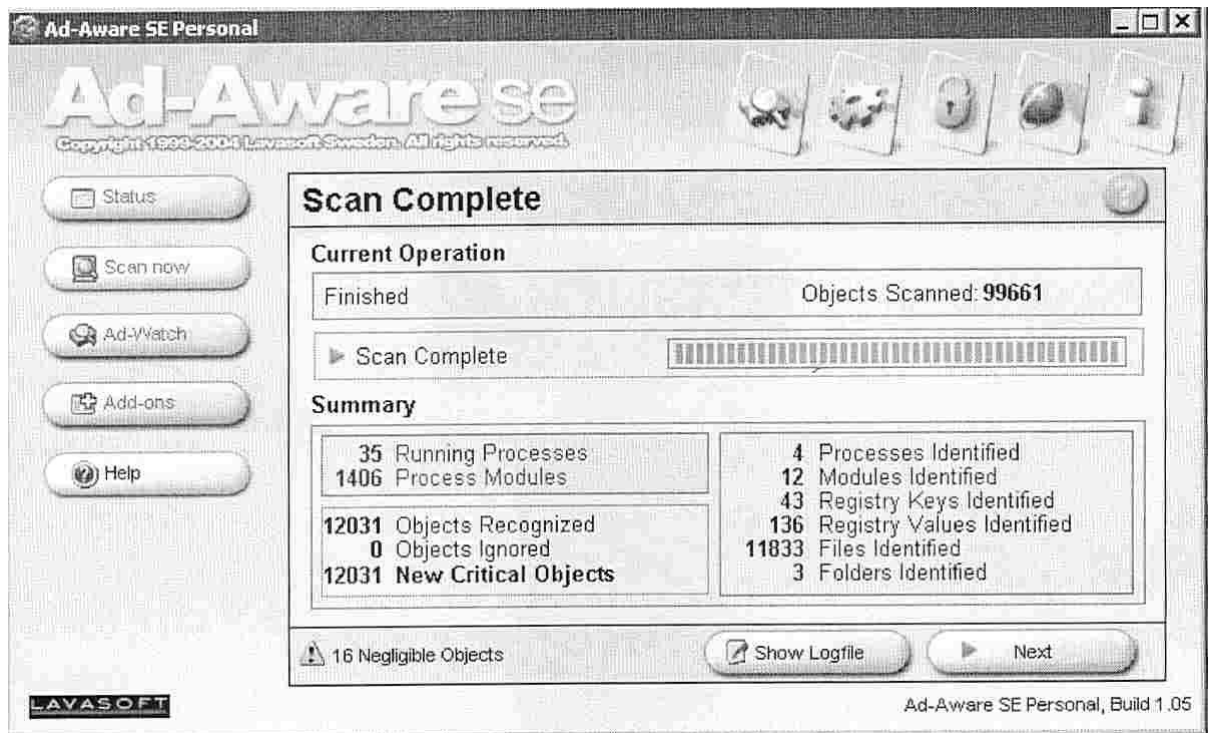 Ad-Aware SE Personal
Ad-Aware se
Copyright 1999-2004 Lavasoft Sweden. All rights reserved.
Status
Scan now
Ad-Watch
Add-ons
Help
Scan Complete
Current Operation
Finished Objects Scanned: 99661
Scan Complete
Summary
35 Running Processes
1406 Process Modules
12031 Objects Recognized
0 Objects Ignored
12031 New Critical Objects
4 Processes Identified
12 Modules Identified
43 Registry Keys Identified
136 Registry Values Identified
11833 Files Identified
3 Folders Identified
16 Negligible Objects
Show Logfile
Next
LAVASOFT
Ad-Aware SE Personal, Build 1.05